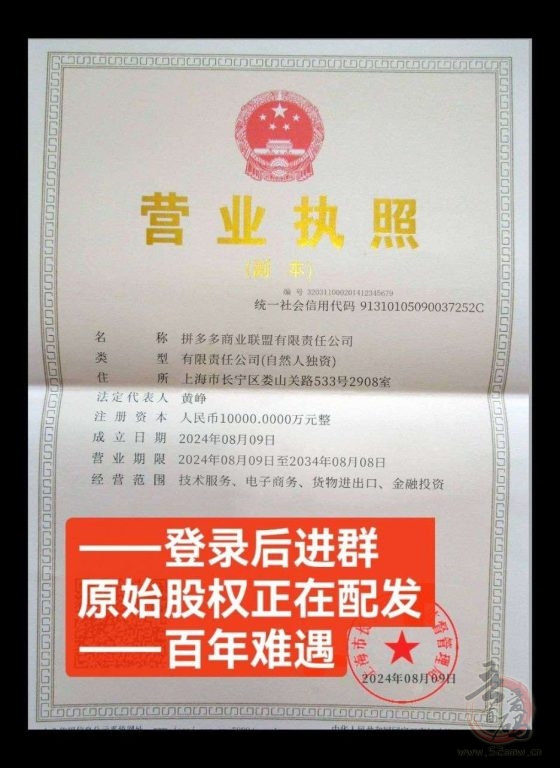 营业执照
(副本)
编 号 320311000201412345679
统一社会信用代码 91310105090037252C
名 称 拼多多商业联盟有限责任公司
类 型 有限责任公司(自然人独资)
住 所 上海市长宁区娄山关路533号2908室
法定代表人 黄峥
注册资本 人民币10000.0000万元整
成立日期 2024年08月09日
营业期限 2024年08月09日至2034年08月08日
经营范围 技术服务、电子商务、货物进出口、金融投资
——登录后进群
原始股权正在配发
——百年难遇
2024年08月09日
www.52mmw.cn